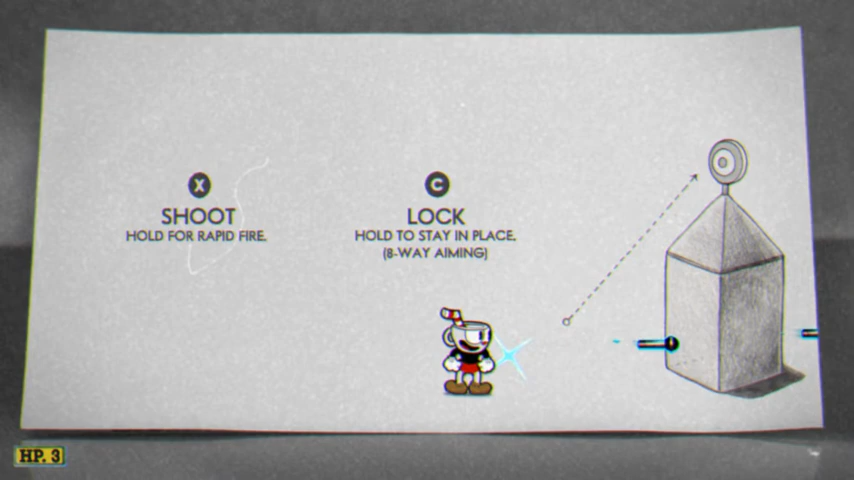 X
SHOOT
HOLD FOR RAPID FIRE.
C
LOCK
HOLD TO STAY IN PLACE.
(8-WAY AIMING)
HP. 3